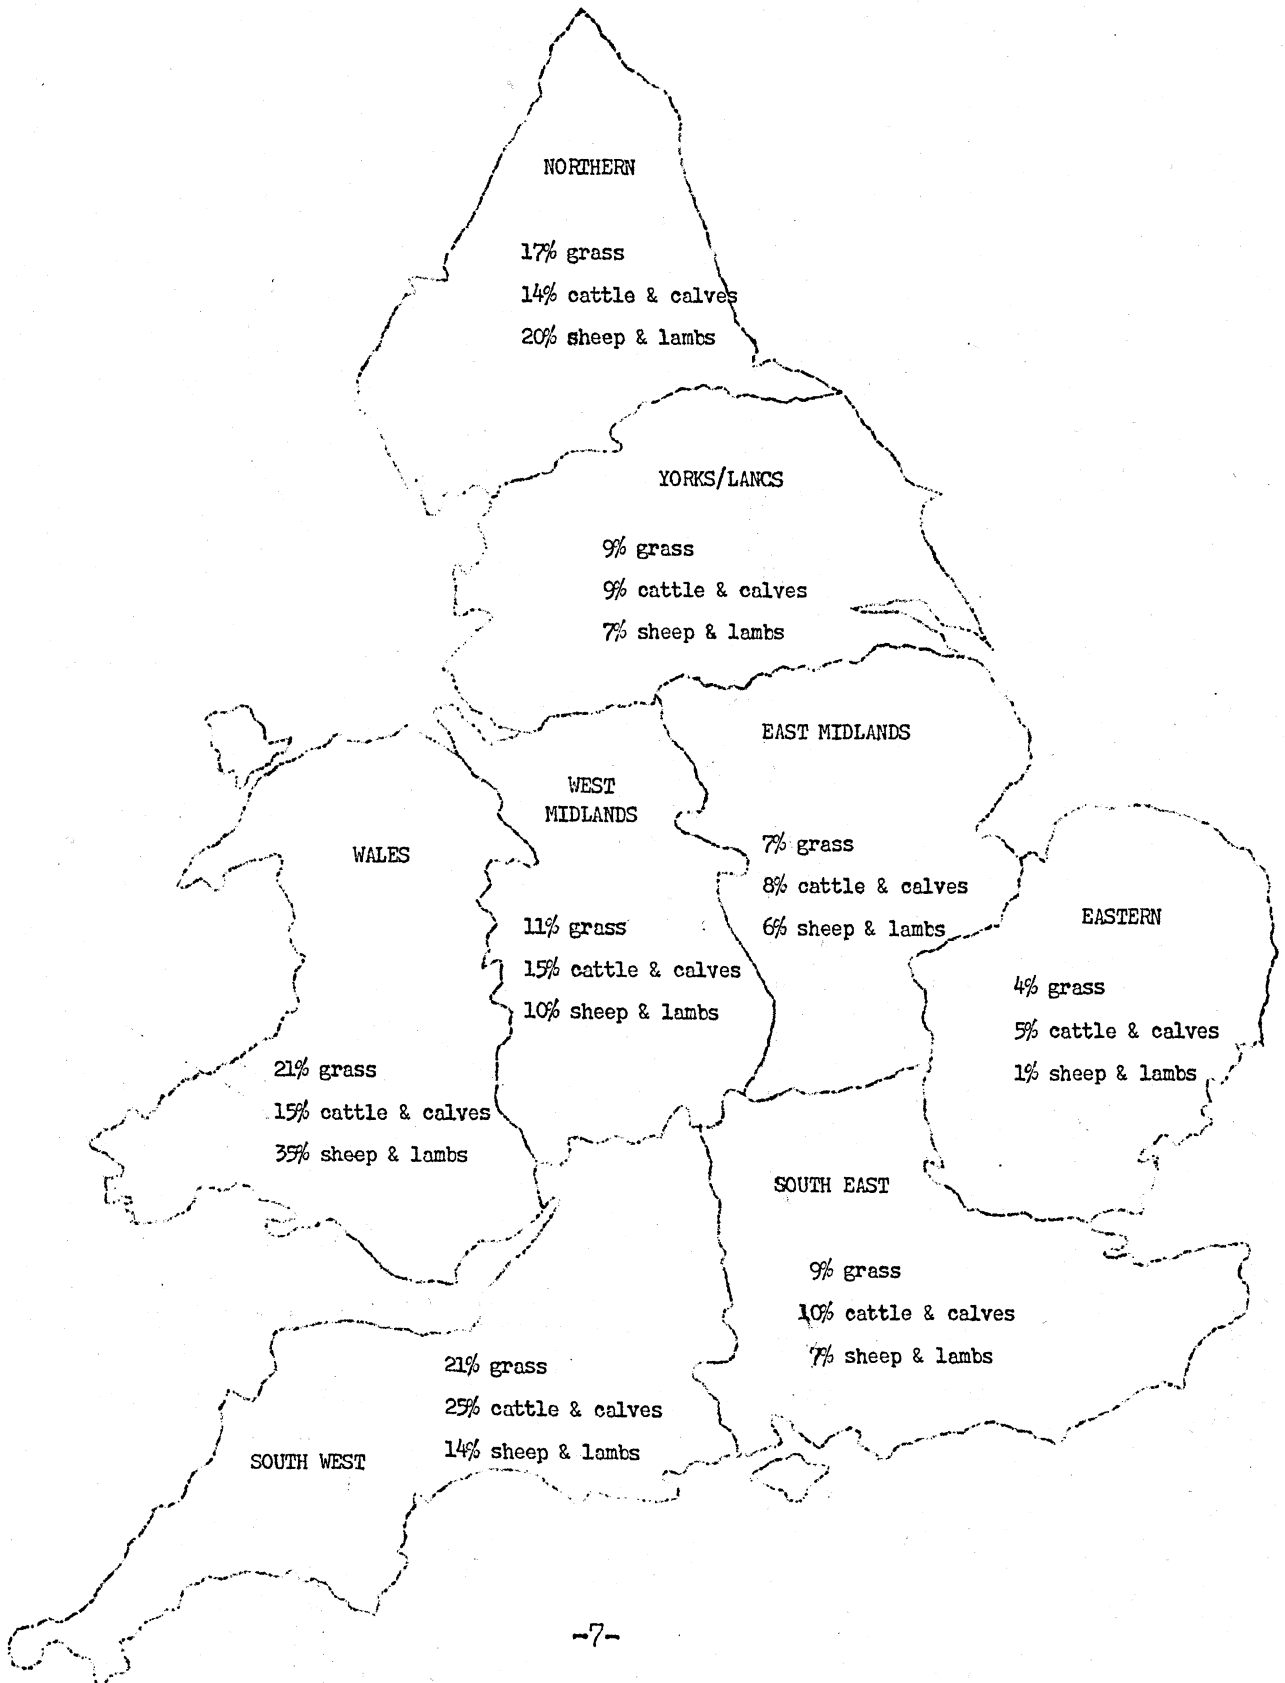 NORTHERN
17% grass
14% cattle & calves
20% sheep & lambs
YORKS/LANCS
9% grass
9% cattle & calves
7% sheep & lambs
EAST MIDLANDS
7% grass
8% cattle & calves
6% sheep & lambs
WEST
MIDLANDS
11% grass
15% cattle & calves
10% sheep & lambs
WALES
21% grass
15% cattle & calves
35% sheep & lambs
EASTERN
4% grass
5% cattle & calves
1% sheep & lambs
SOUTH EAST
9% grass
10% cattle & calves
7% sheep & lambs
SOUTH WEST
21% grass
25% cattle & calves
14% sheep & lambs
-7-